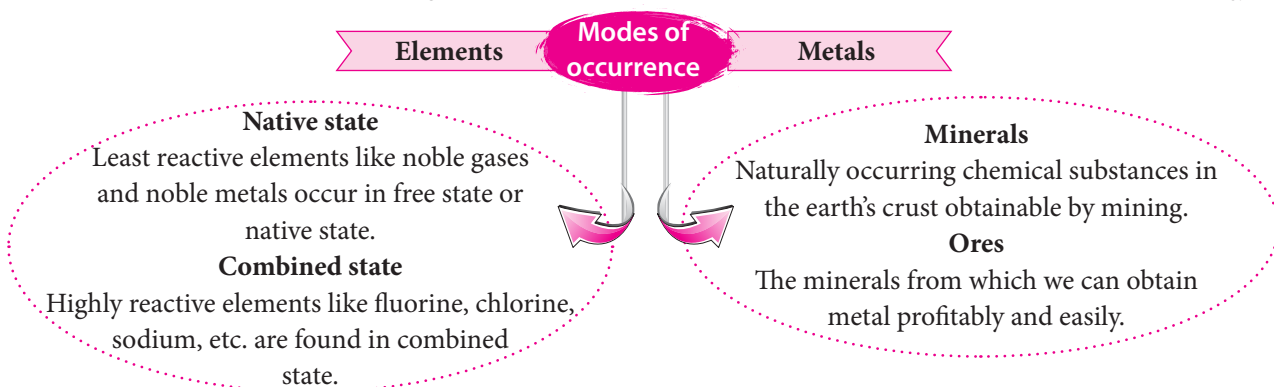 Elements
Modes of
occurrence
Metals
Native state
Least reactive elements like noble gases
and noble metals occur in free state or
native state.
Combined state
Highly reactive elements like fluorine, chlorine,
sodium, etc. are found in combined
state.
Minerals
Naturally occurring chemical substances in
the earth's crust obtainable by mining.
Ores
The minerals from which we can obtain
metal profitably and easily.